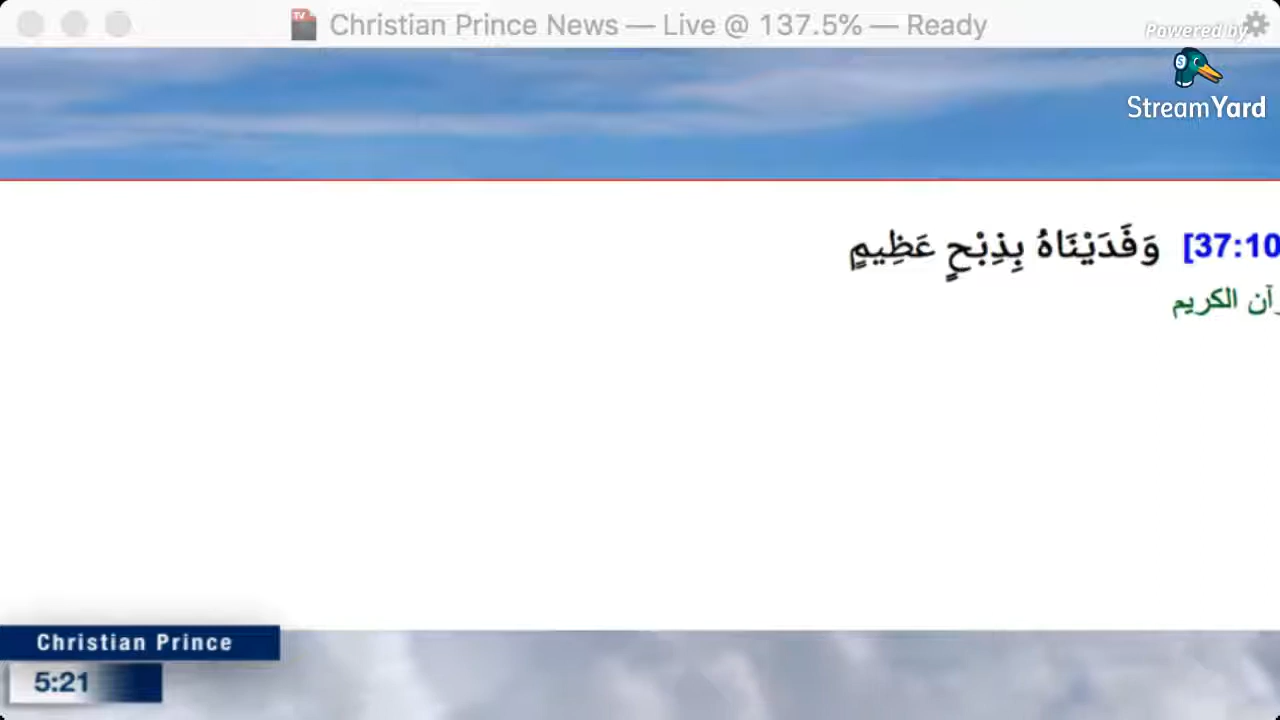 Christian Prince News — Live @ 137.5% — Ready
Powered by
StreamYard
[37:10 وَفَدَيْنَاهُ بِذِبْحٍ عَظِيمٍ
الكريم
Christian Prince
5:21